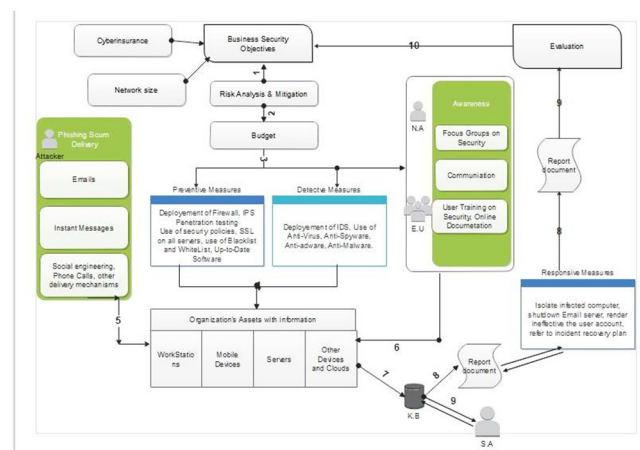 Cyberinsurance
Business Security
Objectives
10
Evaluation
Network size
1
Risk Analysis & Mitigation
2
Budget
3
9
Phishing Scum
Delivery
Attacker
Emails
Instant Messages
Social engineering,
Phone Calls, other
delivery mechanisms
Awareness
N.A
Focus Groups on
Security
Communiation
E.U
User Training on
Security, Online
Documetation
Report
document
8
Preventive Measures
Deployement of Firewall, IPS
Penetration testing
Use of security policies, SSL
on all servers, use of Blacklist
and WhiteList, Up-to-Date
Software
Detectve Measures
Deployement of IDS, Use of
Anti-Virus, Anti-Spyware,
Anti-adware, Anti-Malware.
Responsive Measures
Isolate infected computer,
shutdown Email server, render
ineffective the user account,
refer to incident recovery plan
4
5
Organization's Assets with information
WorkStatio
ns
Mobile
Devices
Servers
Other
Devices
and Clouds
6
7
8
Report
document
K.B
9
S.A